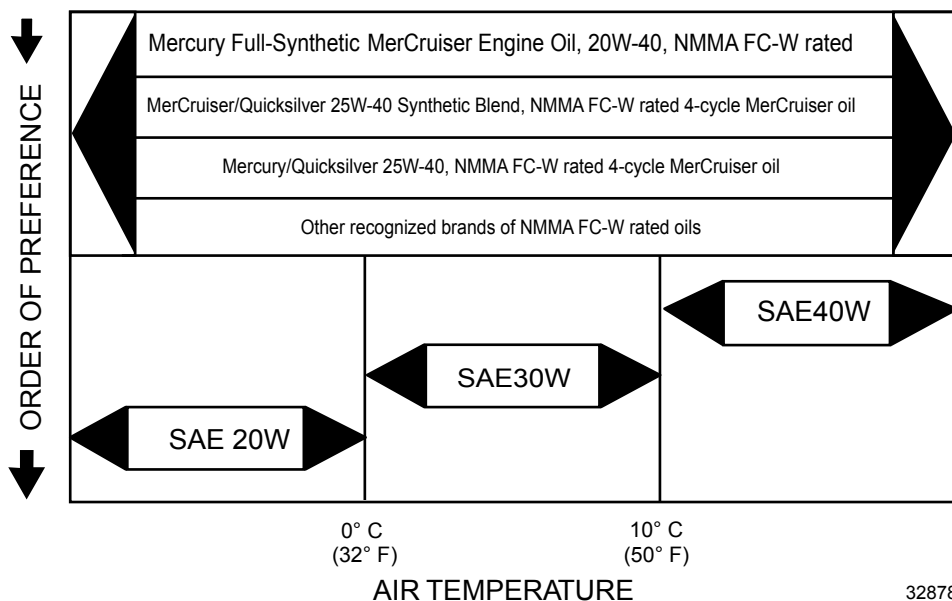 ORDER OF PREFERENCE
Mercury Full-Synthetic MerCruiser Engine Oil, 20W-40, NMMA FC-W rated
MerCruiser/Quicksilver 25W-40 Synthetic Blend, NMMA FC-W rated 4-cycle MerCruiser oil
Mercury/Quicksilver 25W-40, NMMA FC-W rated 4-cycle MerCruiser oil
Other recognized brands of NMMA FC-W rated oils
SAE40W
SAE30W
SAE 20W
0° C
(32° F)
10° C
(50° F)
AIR TEMPERATURE
32878